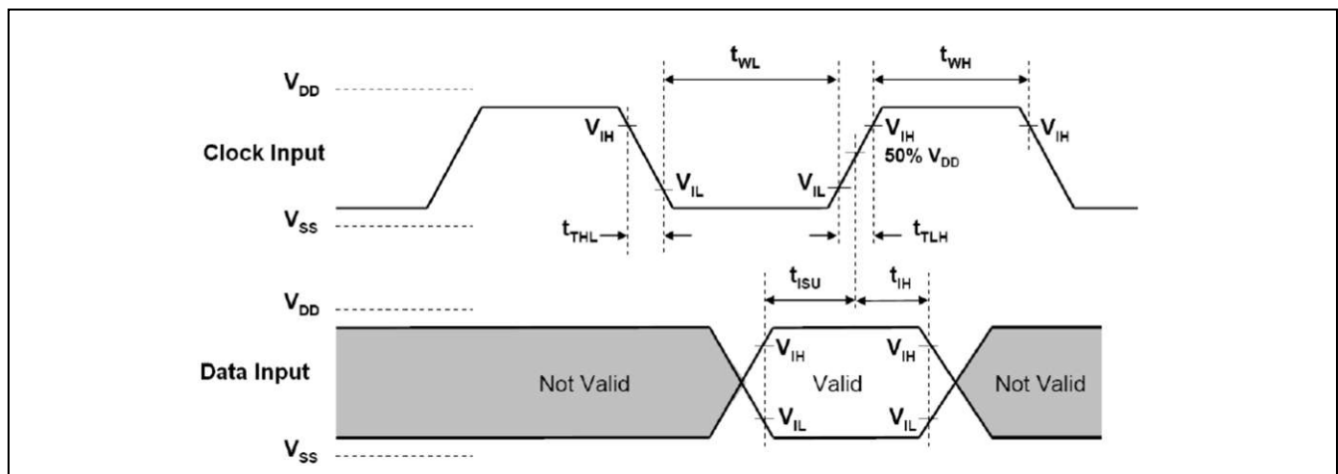 t_WL t_WH
V_DD
V_IH V_IH V_IH
Clock Input 50% V_DD
V_IL V_IL
V_SS
t_THL t_TLH
t_ISU t_IH
V_DD
V_IH V_IH
Data Input Not Valid Valid Not Valid
V_IL V_IL
V_SS